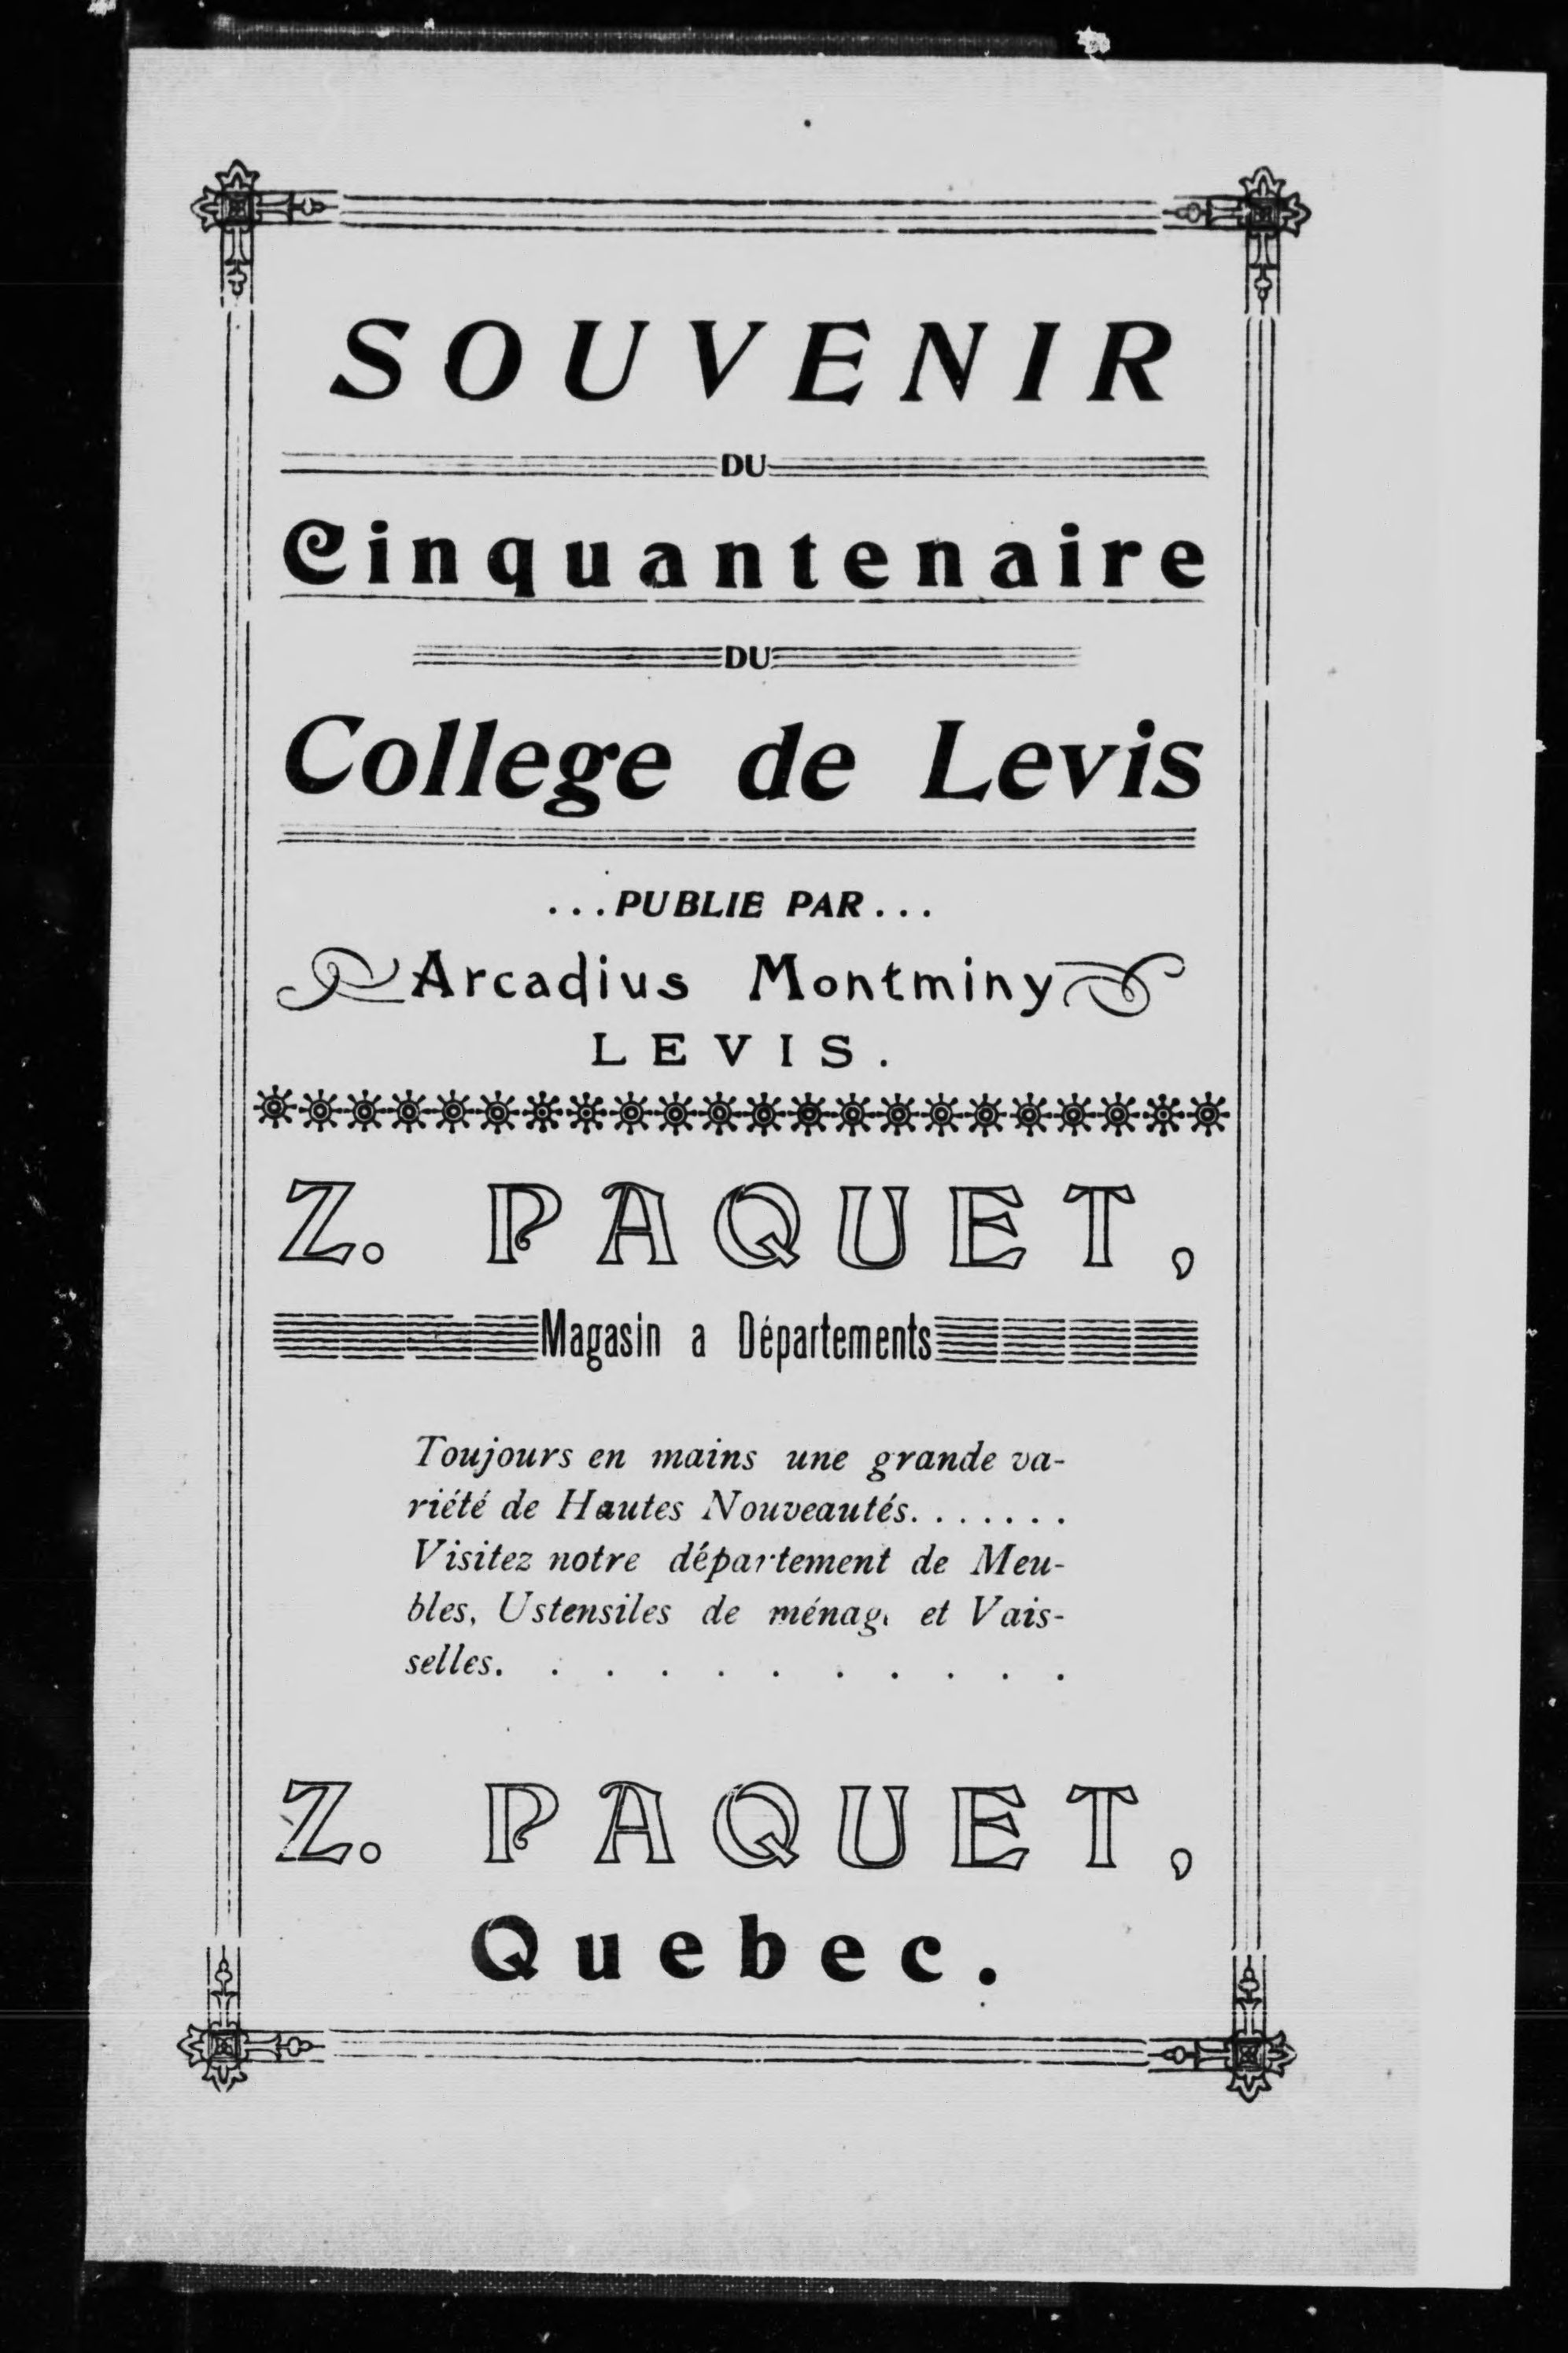 SOUVENIR
DU
Cinquantenaire
DU
College de Levis
...PUBLIE PAR...
Arcadius Montminy
LEVIS.
Z. PAQUET,
Magasin a Départements
Toujours en mains une grande va-
riété de Hautes Nouveautés.......
Visitez notre département de Meu-
bles, Ustensiles de ménage et Vais-
selles. . . . . . . . . . .
Z. PAQUET,
Quebec.